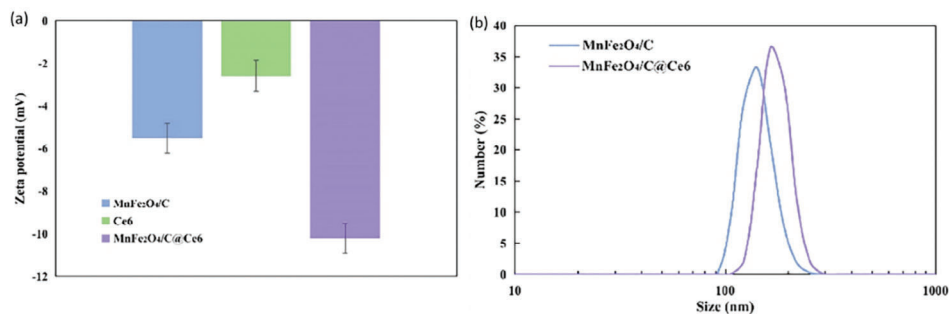 (a)
Zeta potential (mV)
0
-2
-4
-6
-8
-10
-12
MnFe₂O₄/C
Ce6
MnFe₂O₄/C@Ce6
(b)
Number (%)
40
35
30
25
20
15
10
5
0
MnFe₂O₄/C
MnFe₂O₄/C@Ce6
10
100
1000
Size (nm)